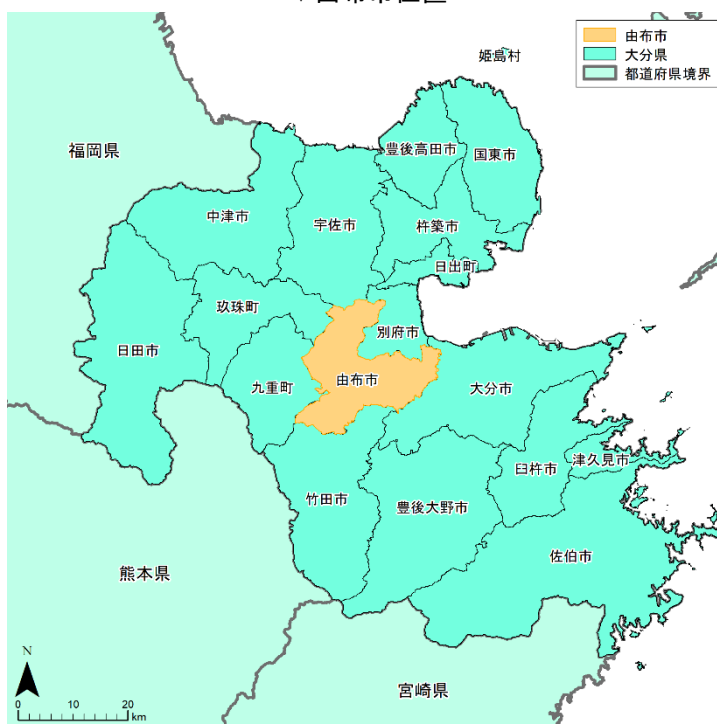 由布市
大分県
都道府県境界
姫島村
福岡県
豊後高田市
国東市
中津市
宇佐市
杵築市
日出町
玖珠町
別府市
日田市
九重町
由布市
大分市
津久見市
臼杵市
竹田市
豊後大野市
佐伯市
熊本県
宮崎県
N
0 10 20
km